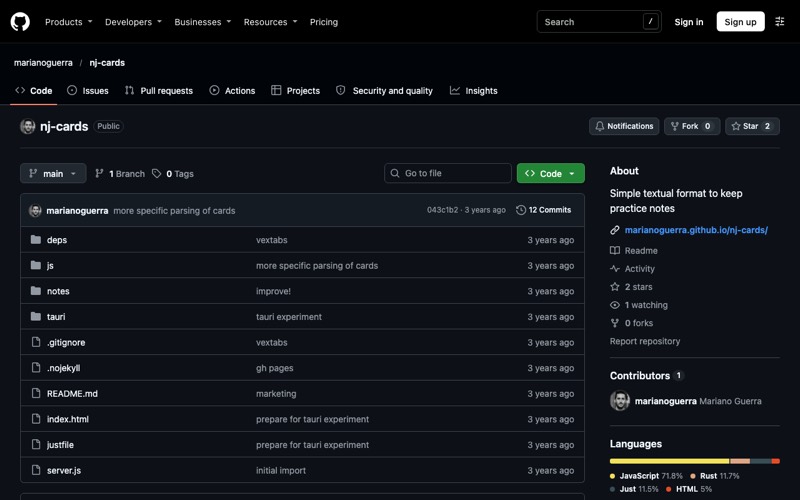 Products Developers Businesses Resources Pricing Search / Sign in Sign up
marianoguerra / nj-cards
Code Issues Pull requests Actions Projects Security and quality Insights
nj-cards Public Notifications Fork 0 Star 2
main 1 Branch 0 Tags Go to file Code
marianoguerra more specific parsing of cards 043c1b2 · 3 years ago 12 Commits
deps vextabs 3 years ago
js more specific parsing of cards 3 years ago
notes improve! 3 years ago
tauri tauri experiment 3 years ago
.gitignore vextabs 3 years ago
.nojekyll gh pages 3 years ago
README.md marketing 3 years ago
index.html prepare for tauri experiment 3 years ago
justfile prepare for tauri experiment 3 years ago
server.js initial import 3 years ago
About
Simple textual format to keep
practice notes
marianoguerra.github.io/nj-cards/
Readme
Activity
2 stars
1 watching
0 forks
Report repository
Contributors 1
marianoguerra Mariano Guerra
Languages
JavaScript 71.8% Rust 11.7%
Just 11.5% HTML 5%